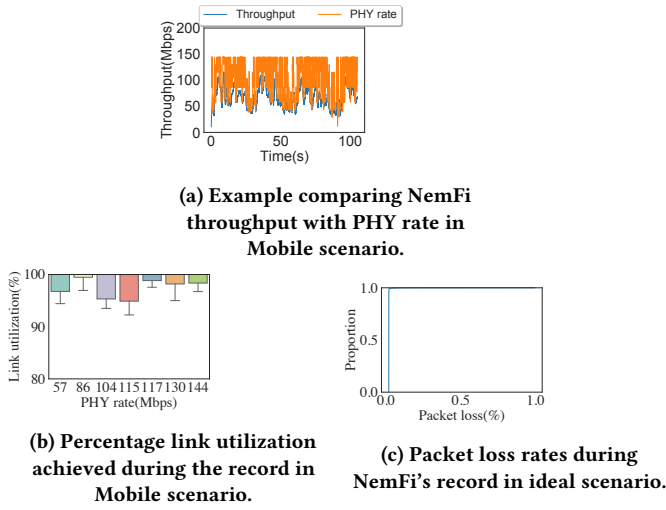 Throughput PHY rate
200
150
100
50
0
Throughput(Mbps)
0 50 100
Time(s)
(a) Example comparing NemFi
throughput with PHY rate in
Mobile scenario.
100
90
80
Link utilization(%)
57 86 104 115 117 130 144
PHY rate(Mbps)
(b) Percentage link utilization
achieved during the record in
Mobile scenario.
1.0
0.5
0.0
Proportion
0.0 0.5 1.0
Packet loss(%)
(c) Packet loss rates during
NemFi's record in ideal scenario.